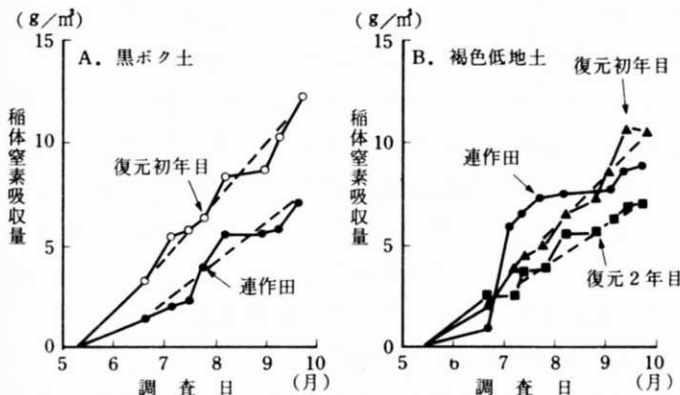 (g/㎡)
15
10
5
0
稲体窒素吸収量
A. 黒ボク土
復元初年目
連作田
5 6 7 8 9 10
(月)
調査日
(g/㎡)
15
10
5
0
稲体窒素吸収量
B. 褐色低地土
復元初年目
連作田
復元2年目
5 6 7 8 9 10
(月)
調査日